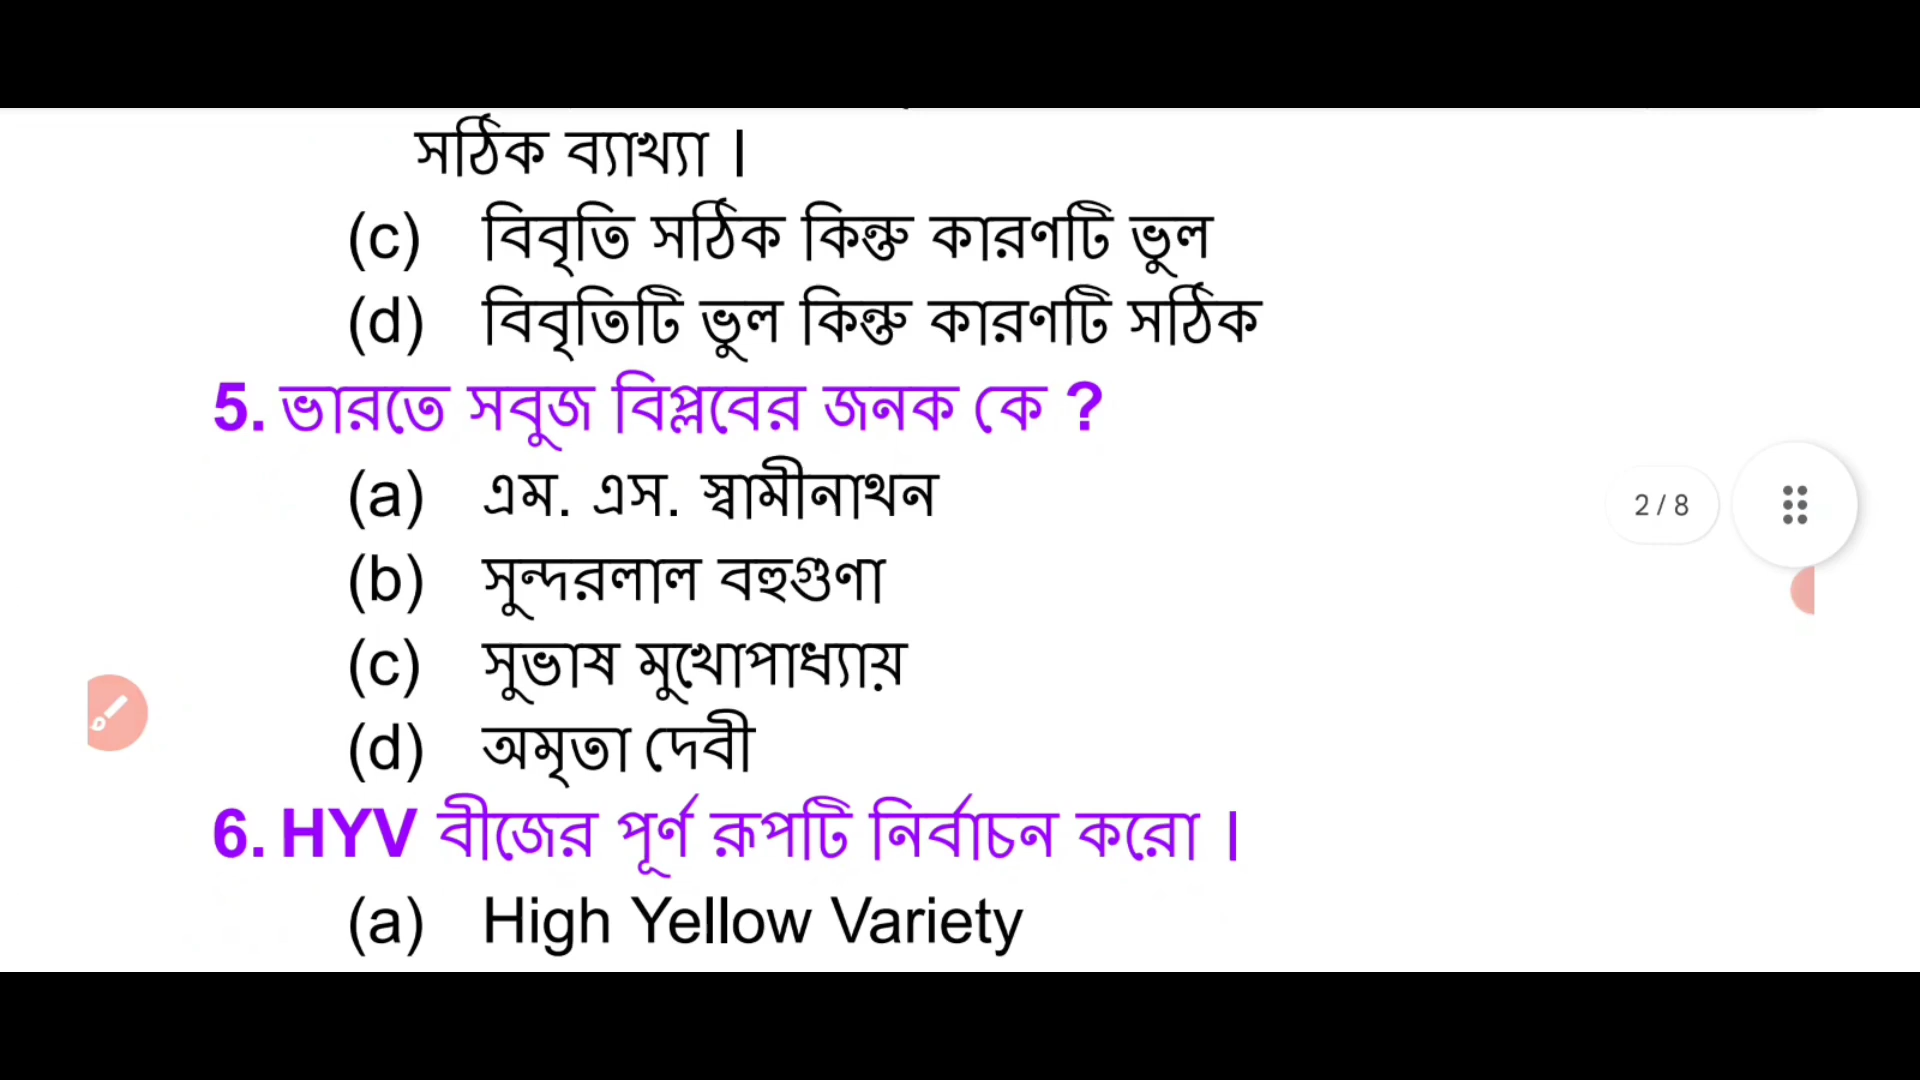 সঠিক ব্যাখ্যা ।
(c) বিবৃতি সঠিক কিন্তু কারণটি ভুল
(d) বিবৃতিটি ভুল কিন্তু কারণটি সঠিক
5. ভারতে সবুজ বিপ্লবের জনক কে ?
(a) এম. এস. স্বামীনাথন
(b) সুন্দরলাল বহুগুণা
(c) সুভাষ মুখোপাধ্যায়
(d) অমৃতা দেবী
6. HYV বীজের পূর্ণ রূপটি নির্বাচন করো ।
(a) High Yellow Variety
2 / 8